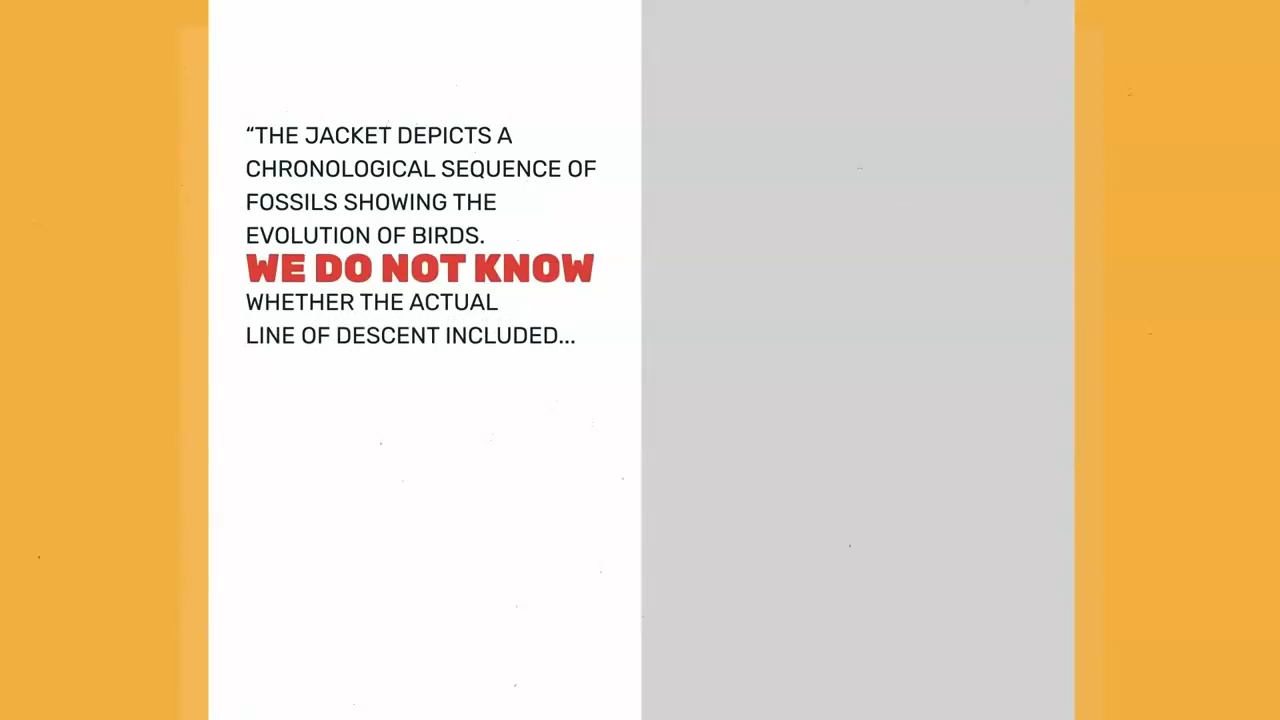 “THE JACKET DEPICTS A
CHRONOLOGICAL SEQUENCE OF
FOSSILS SHOWING THE
EVOLUTION OF BIRDS.
WE DO NOT KNOW
WHETHER THE ACTUAL
LINE OF DESCENT INCLUDED...